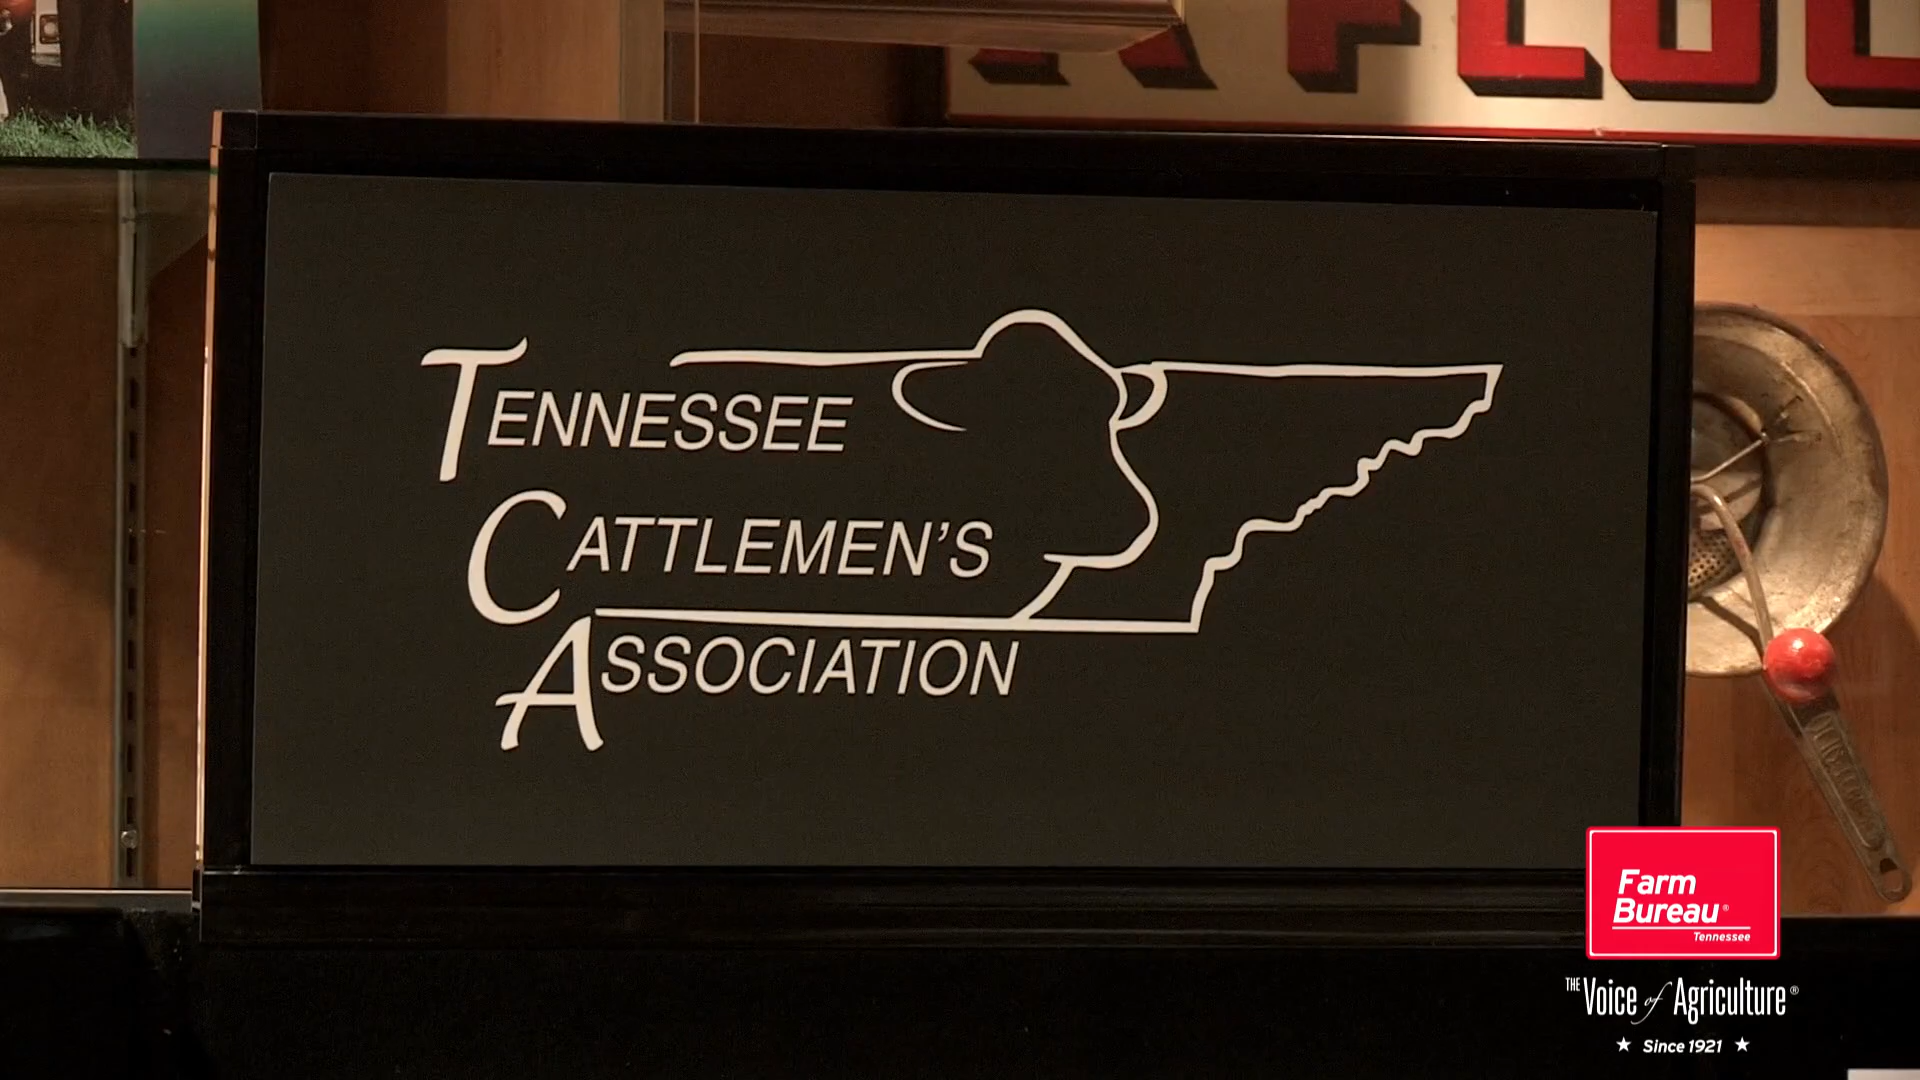 TENNESSEE
CATTLEMEN'S
ASSOCIATION
Farm
Bureau®
Tennessee
THE Voice of Agriculture®
★ Since 1921 ★